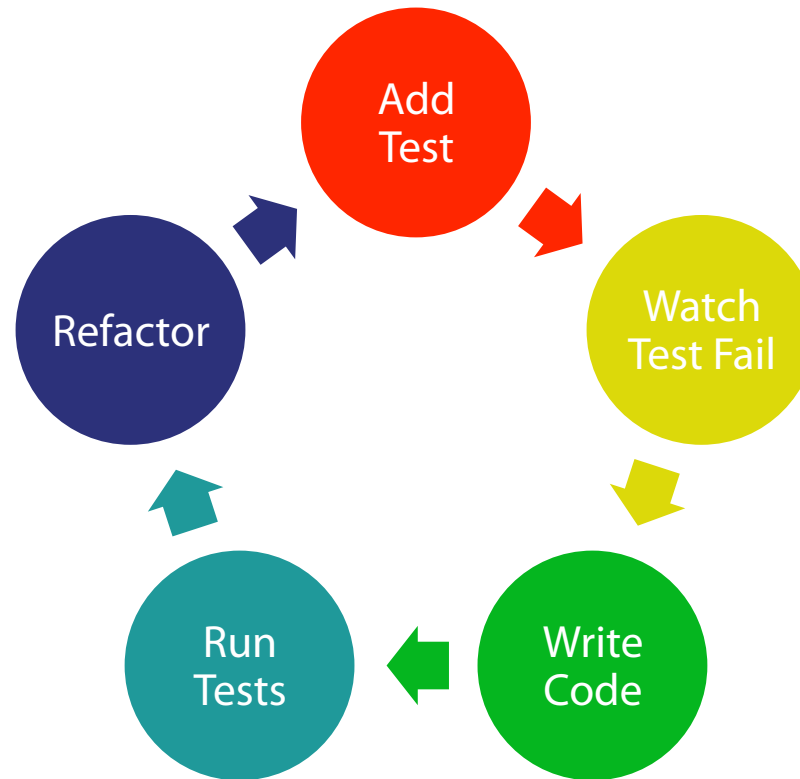 Add
Test
Watch
Test Fail
Write
Code
Run
Tests
Refactor